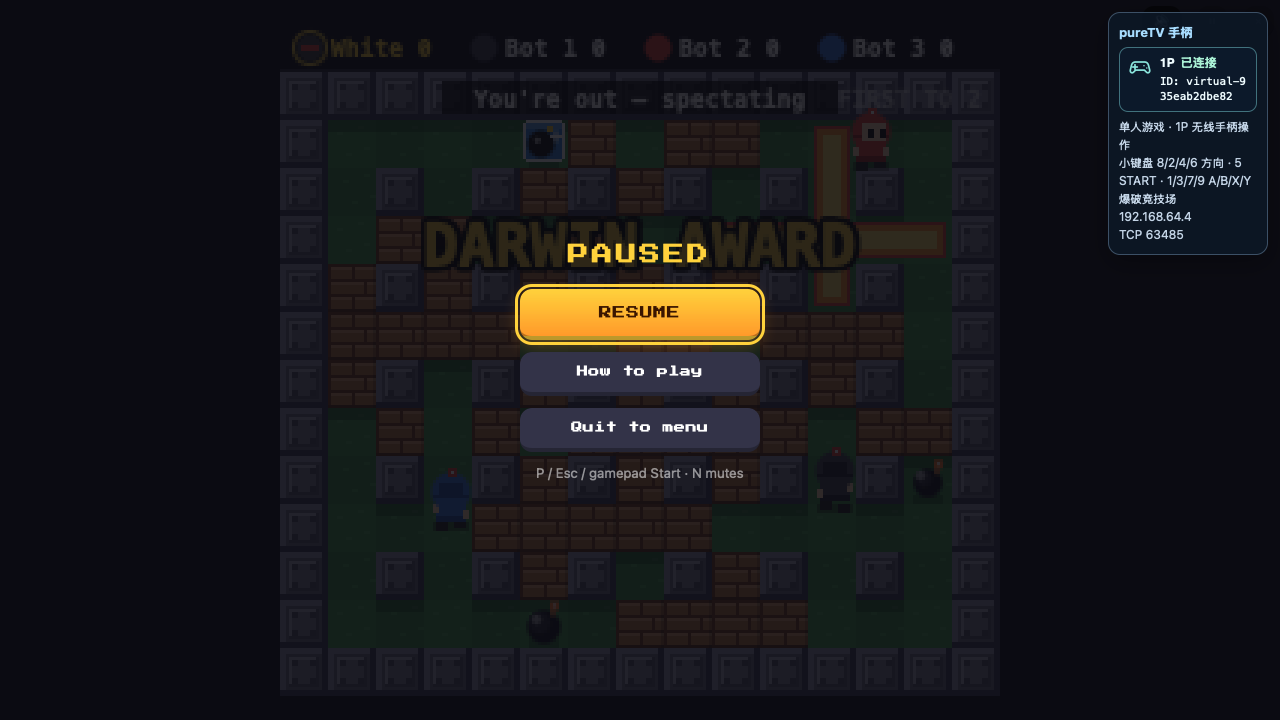 White 0
Bot 1 0
Bot 2 0
Bot 3 0
You're out — spectating
FIRST TO 2
DARWIN AWARD
PAUSED
RESUME
How to play
Quit to menu
P / Esc / gamepad Start · N mutes
pureTV 手柄
1P 已连接
ID: virtual-9
35eab2dbe82
单人游戏 · 1P 无线手柄操
作
小键盘 8/2/4/6 方向 · 5
START · 1/3/7/9 A/B/X/Y
爆破竞技场
192.168.64.4
TCP 63485